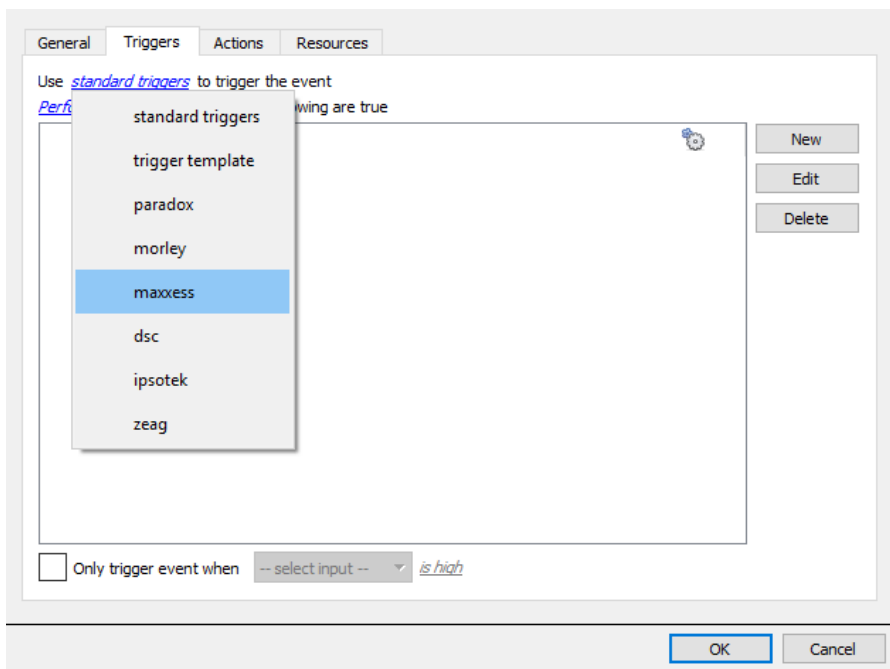 General Triggers Actions Resources
Use standard triggers to trigger the event
Perfo wing are true
standard triggers
trigger template
paradox
morley
maxxess
dsc
ipsotek
zeag
New
Edit
Delete
Only trigger event when -- select input -- is high
OK Cancel